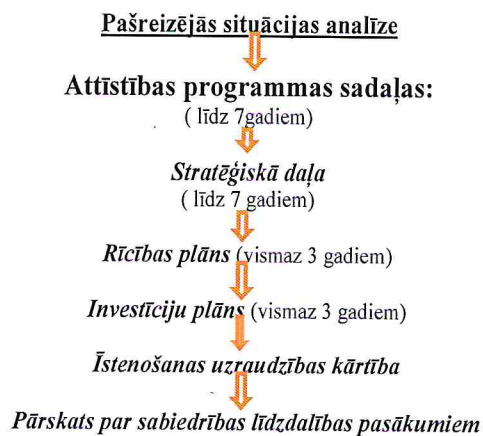 Pašreizējās situācijas analīze
Attīstības programmas sadaļas:
( līdz 7gadiem)
Stratēģiskā daļa
( līdz 7 gadiem)
Rīcības plāns (vismaz 3 gadiem)
Investīciju plāns (vismaz 3 gadiem)
Īstenošanas uzraudzības kārtība
Pārskats par sabiedrības līdzdalības pasākumiem